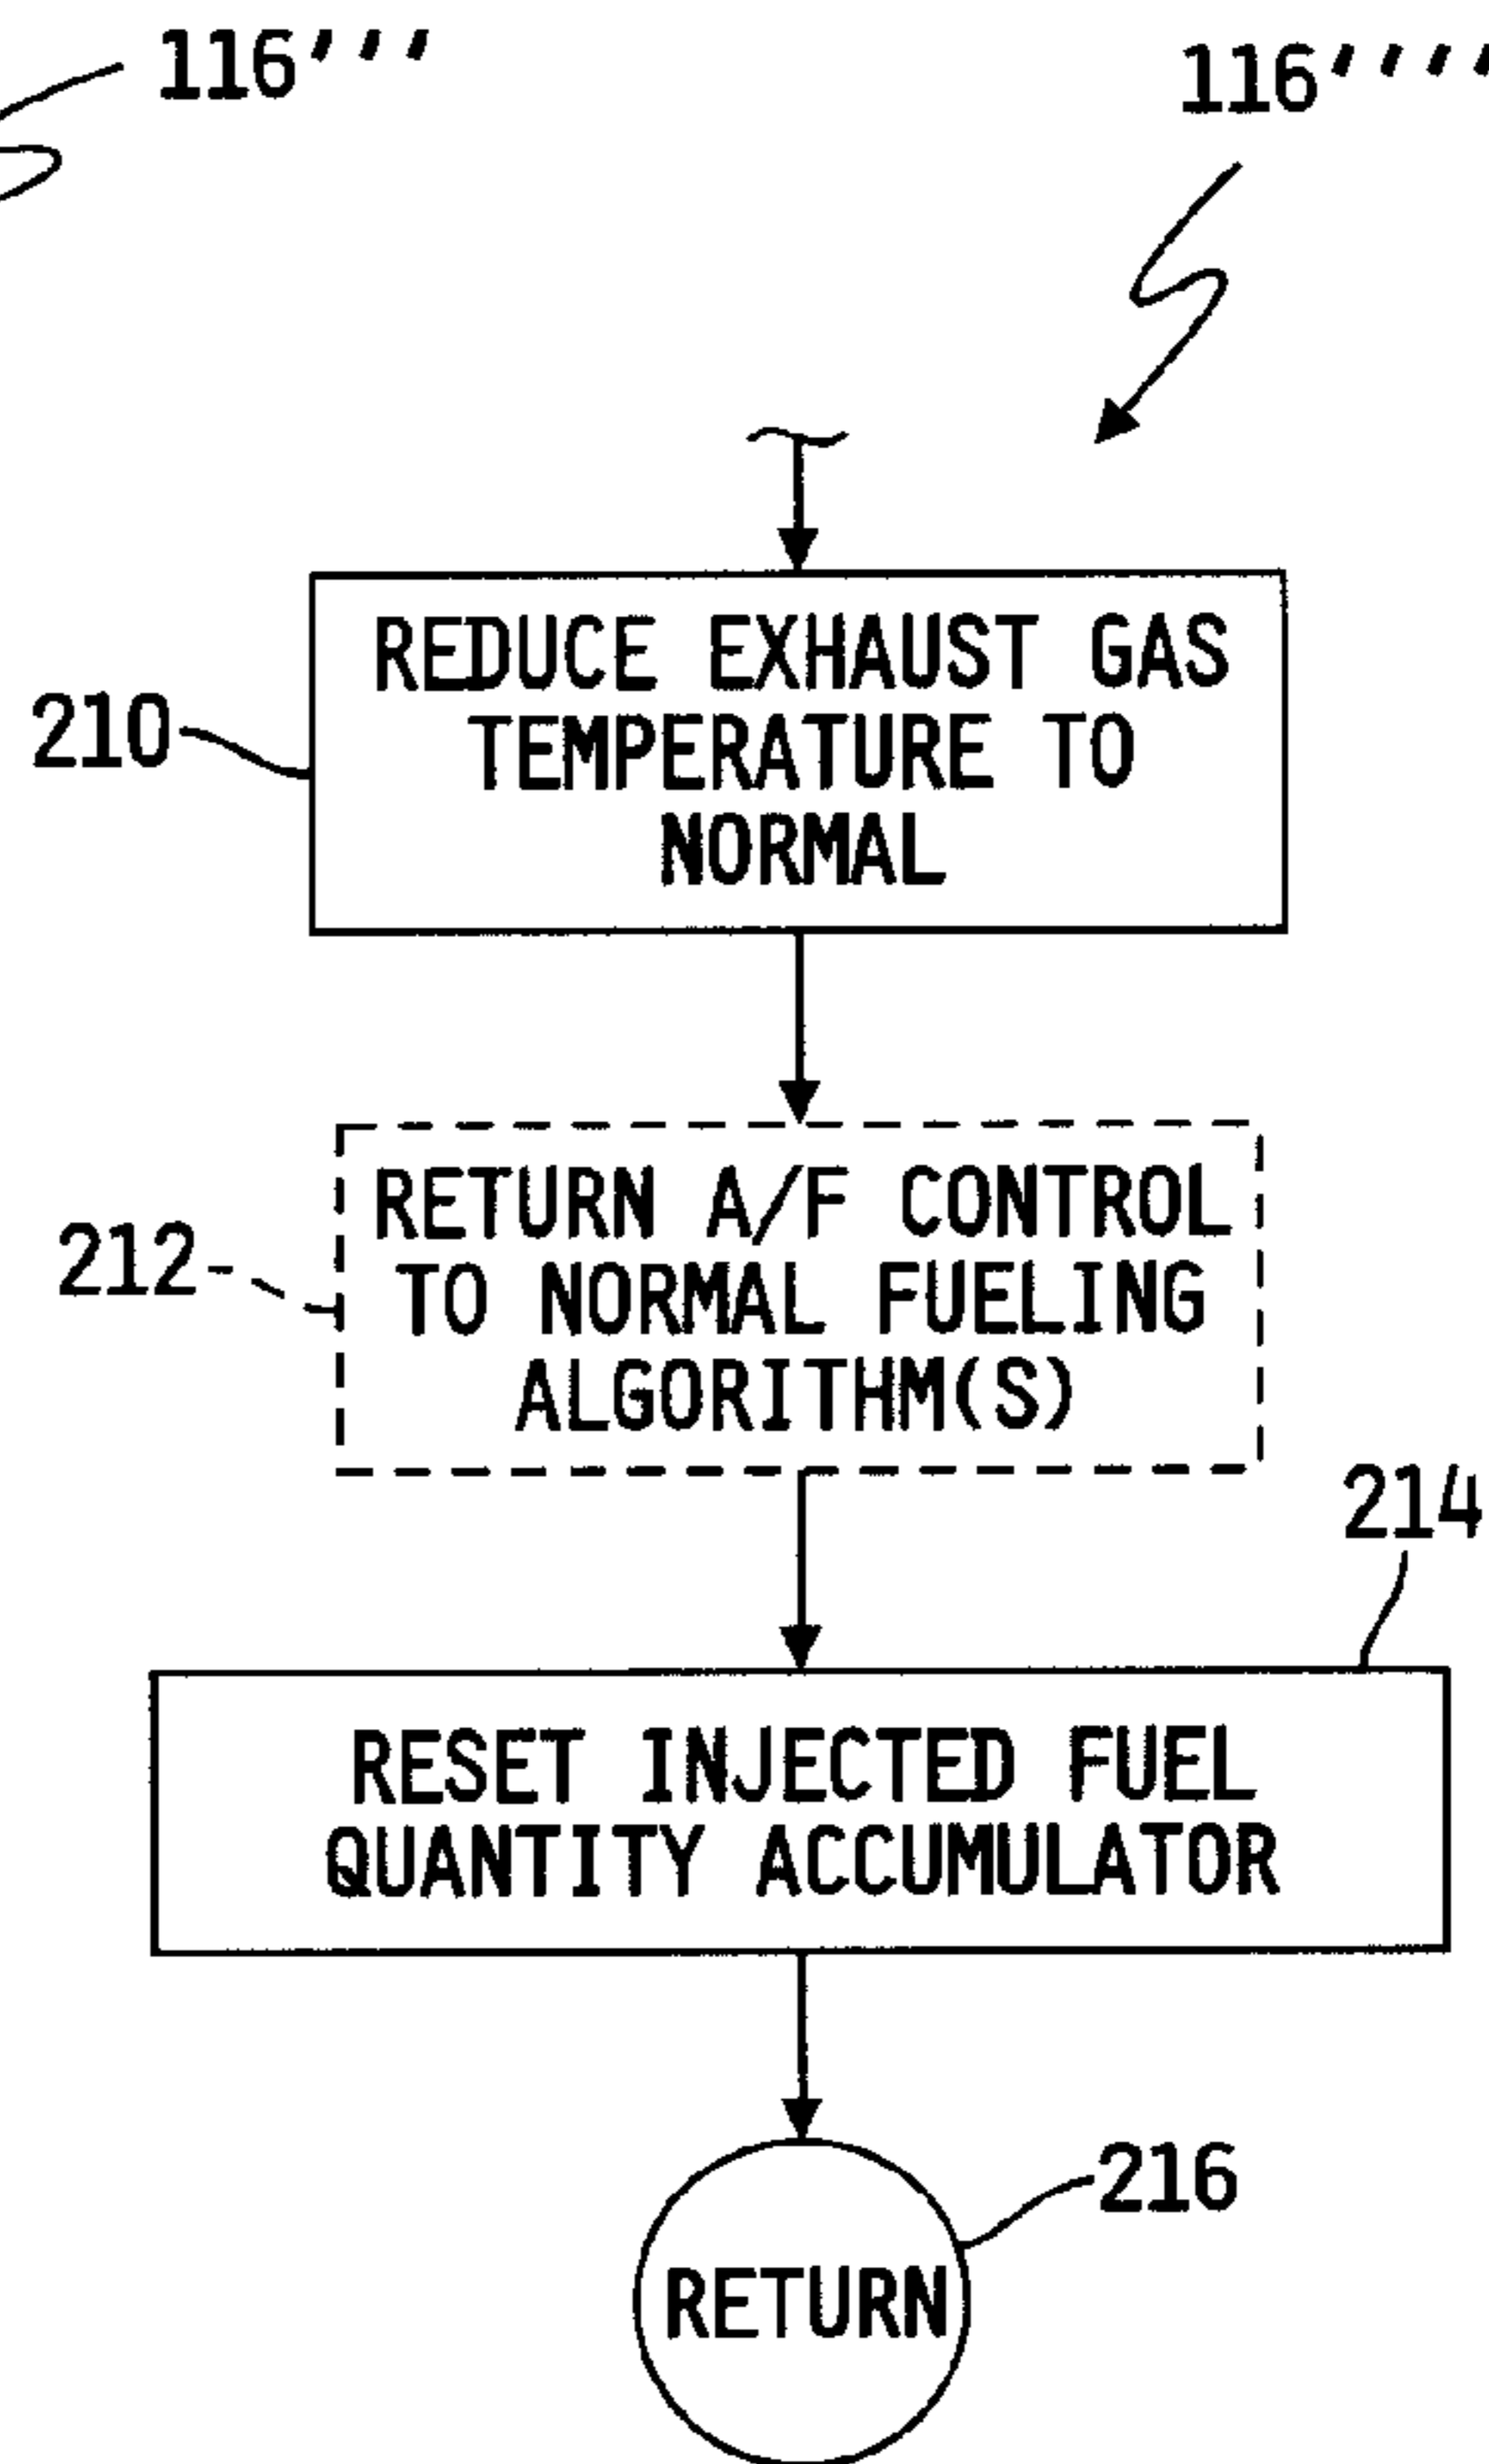 116'''
116''''
REDUCE EXHAUST GAS
TEMPERATURE TO
NORMAL
210
RETURN A/F CONTROL
TO NORMAL FUELING
ALGORITHM(S)
212
214
RESET INJECTED FUEL
QUANTITY ACCUMULATOR
216
RETURN